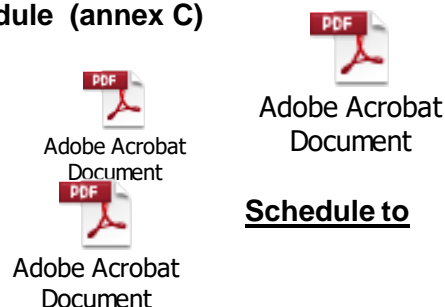 dule (annex C)
PDF
Adobe Acrobat
Document
PDF
Adobe Acrobat
Document
PDF
Adobe Acrobat
Document
Schedule to